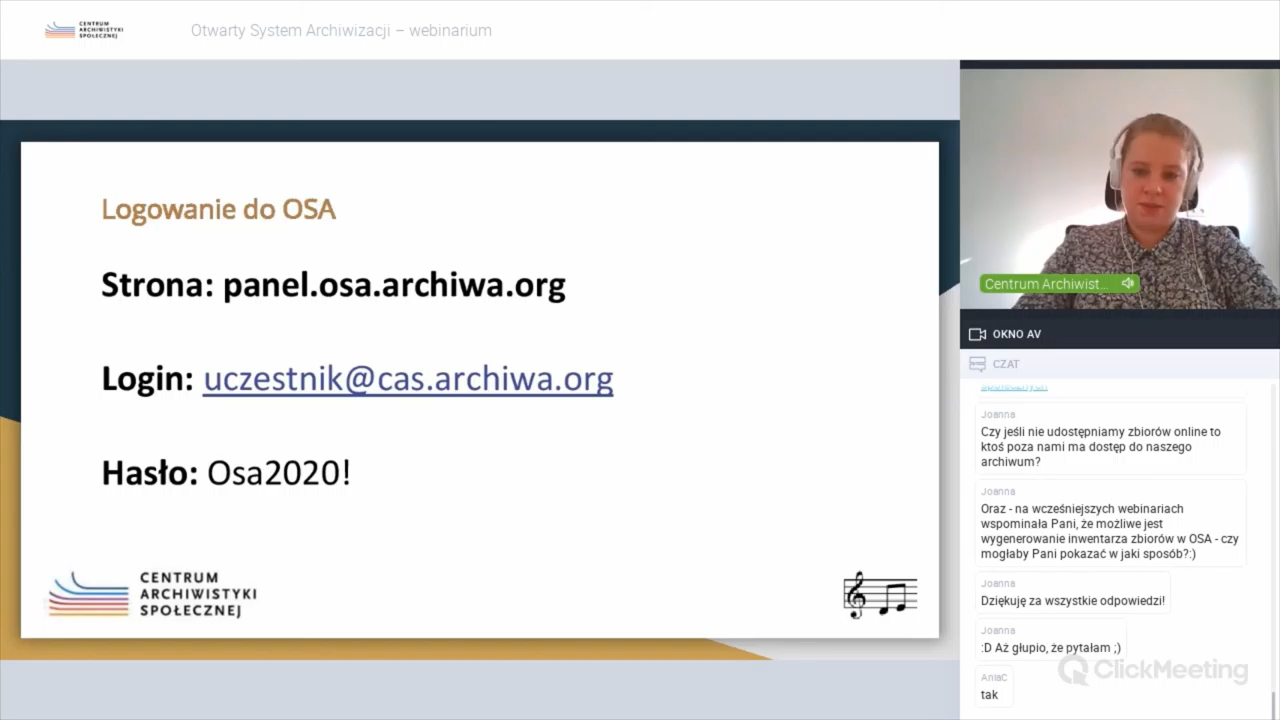 CENTRUM
ARCHIWISTYKI
SPOŁECZNEJ
Otwarty System Archiwizacji – webinarium
Logowanie do OSA
Strona: panel.osa.archiwa.org
Login: uczestnik@cas.archiwa.org
Hasło: Osa2020!
CENTRUM
ARCHIWISTYKI
SPOŁECZNEJ
Centrum Archiwist...
OKNO AV
CZAT
Joanna
Czy jeśli nie udostępniamy zbiorów online to
ktoś poza nami ma dostęp do naszego
archiwum?
Joanna
Oraz - na wcześniejszych webinariach
wspominała Pani, że możliwe jest
wygenerowanie inwentarza zbiorów w OSA - czy
mogłaby Pani pokazać w jaki sposób?:)
Joanna
Dziękuję za wszystkie odpowiedzi!
Joanna
:D Aż głupio, że pytałam ;)
AniaC
tak
ClickMeeting